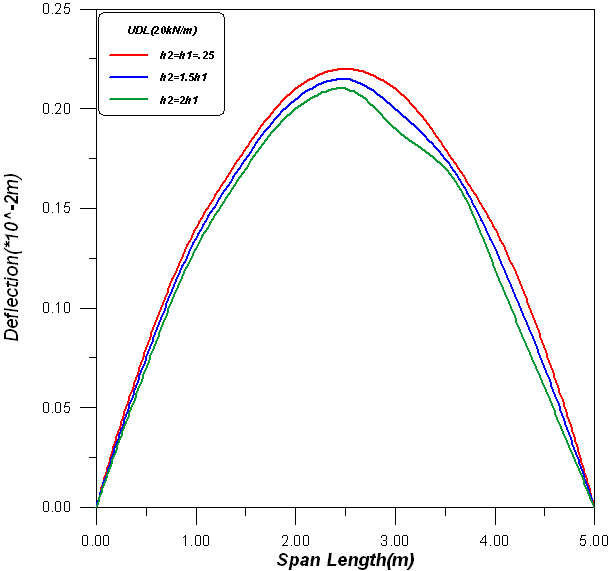 0.25
UDL(20kN/m)
h2=h1=.25
h2=1.5h1
h2=2h1
0.20
0.15
0.10
0.05
0.00
Deflection(*10^-2m)
0.00 1.00 2.00 3.00 4.00 5.00
Span Length(m)